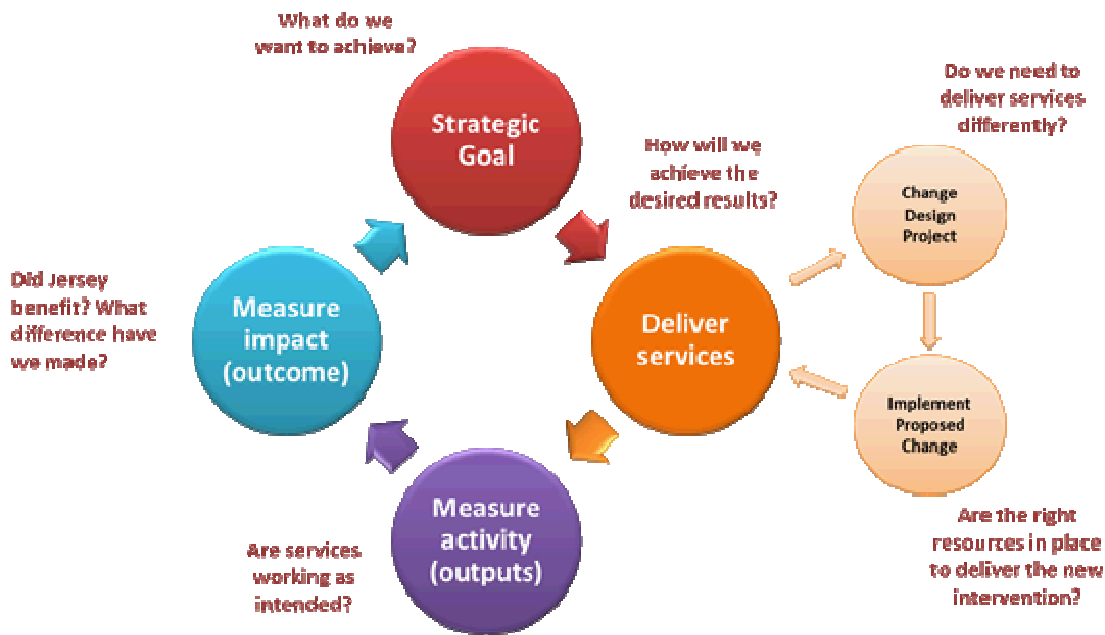 What do we
want to achieve?
Strategic
Goal
Do we need to
deliver services
differently?
How will we
achieve the
desired results?
Change
Design
Project
Did Jersey
benefit? What
difference have
we made?
Measure
impact
(outcome)
Deliver
services
Implement
Proposed
Change
Measure
activity
(outputs)
Are services
working as
intended?
Are the right
resources in place
to deliver the new
intervention?